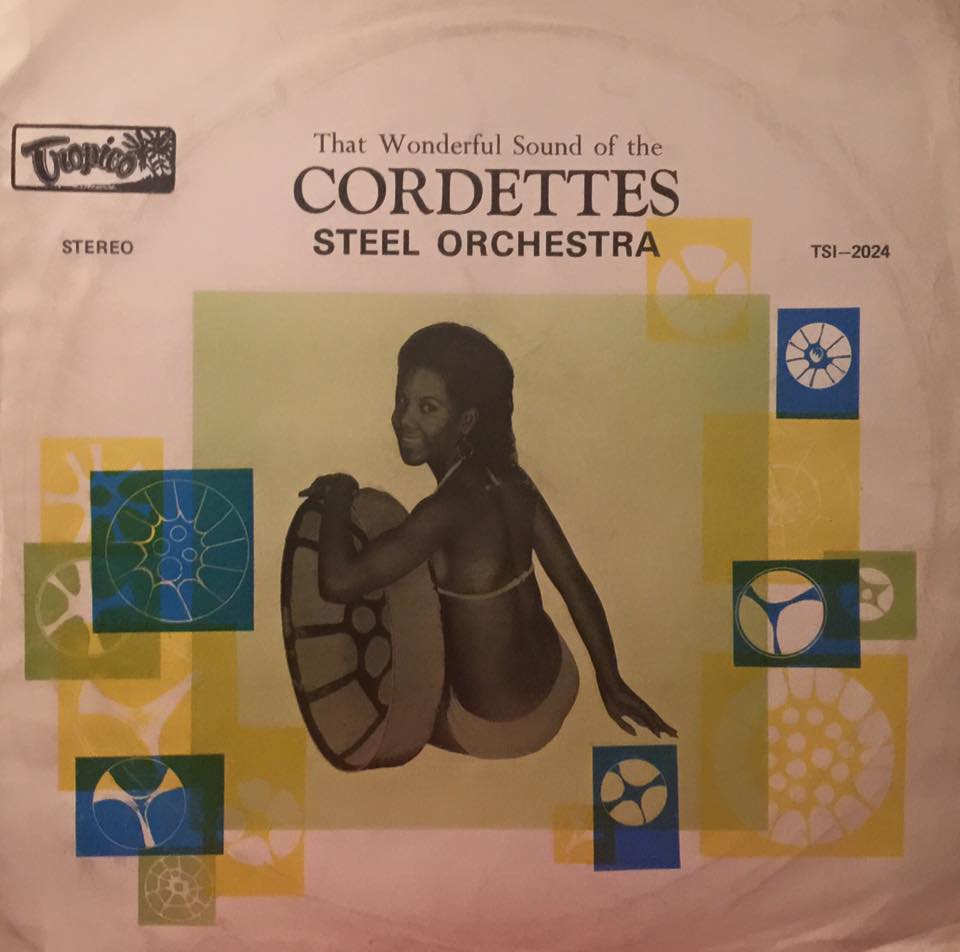 Tropico
That Wonderful Sound of the
CORDETTES
STEEL ORCHESTRA
STEREO
TSI–2024